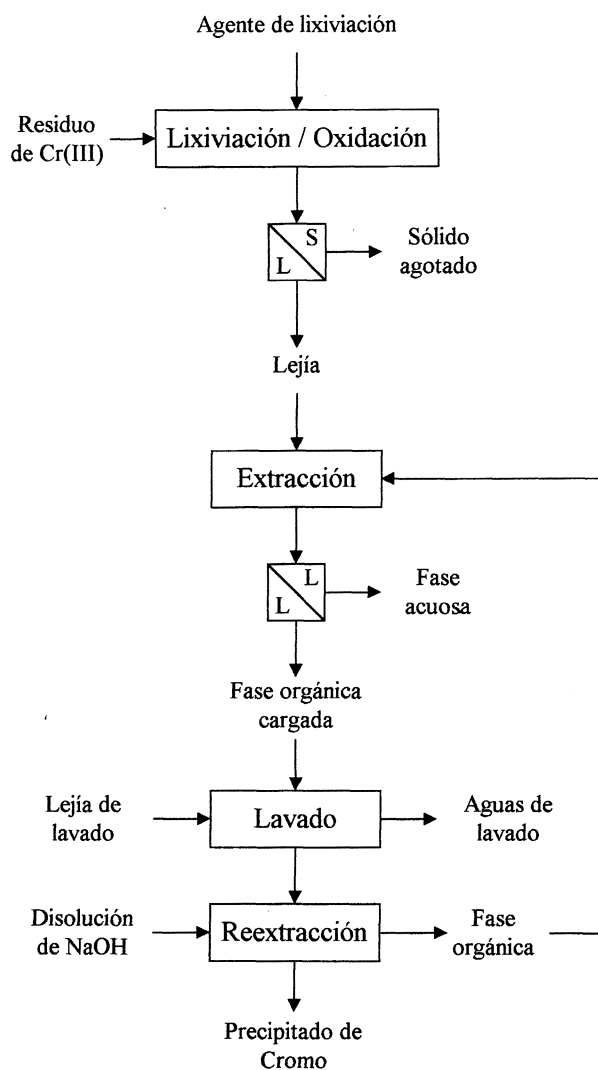 Agente de lixiviación
Residuo
de Cr(III)
Lixiviación / Oxidación
S
L
Sólido
agotado
Lejía
Extracción
L
L
Fase
acuosa
Fase orgánica
cargada
Lejía de
lavado
Lavado
Aguas de
lavado
Disolución
de NaOH
Reextracción
Fase
orgánica
Precipitado de
Cromo